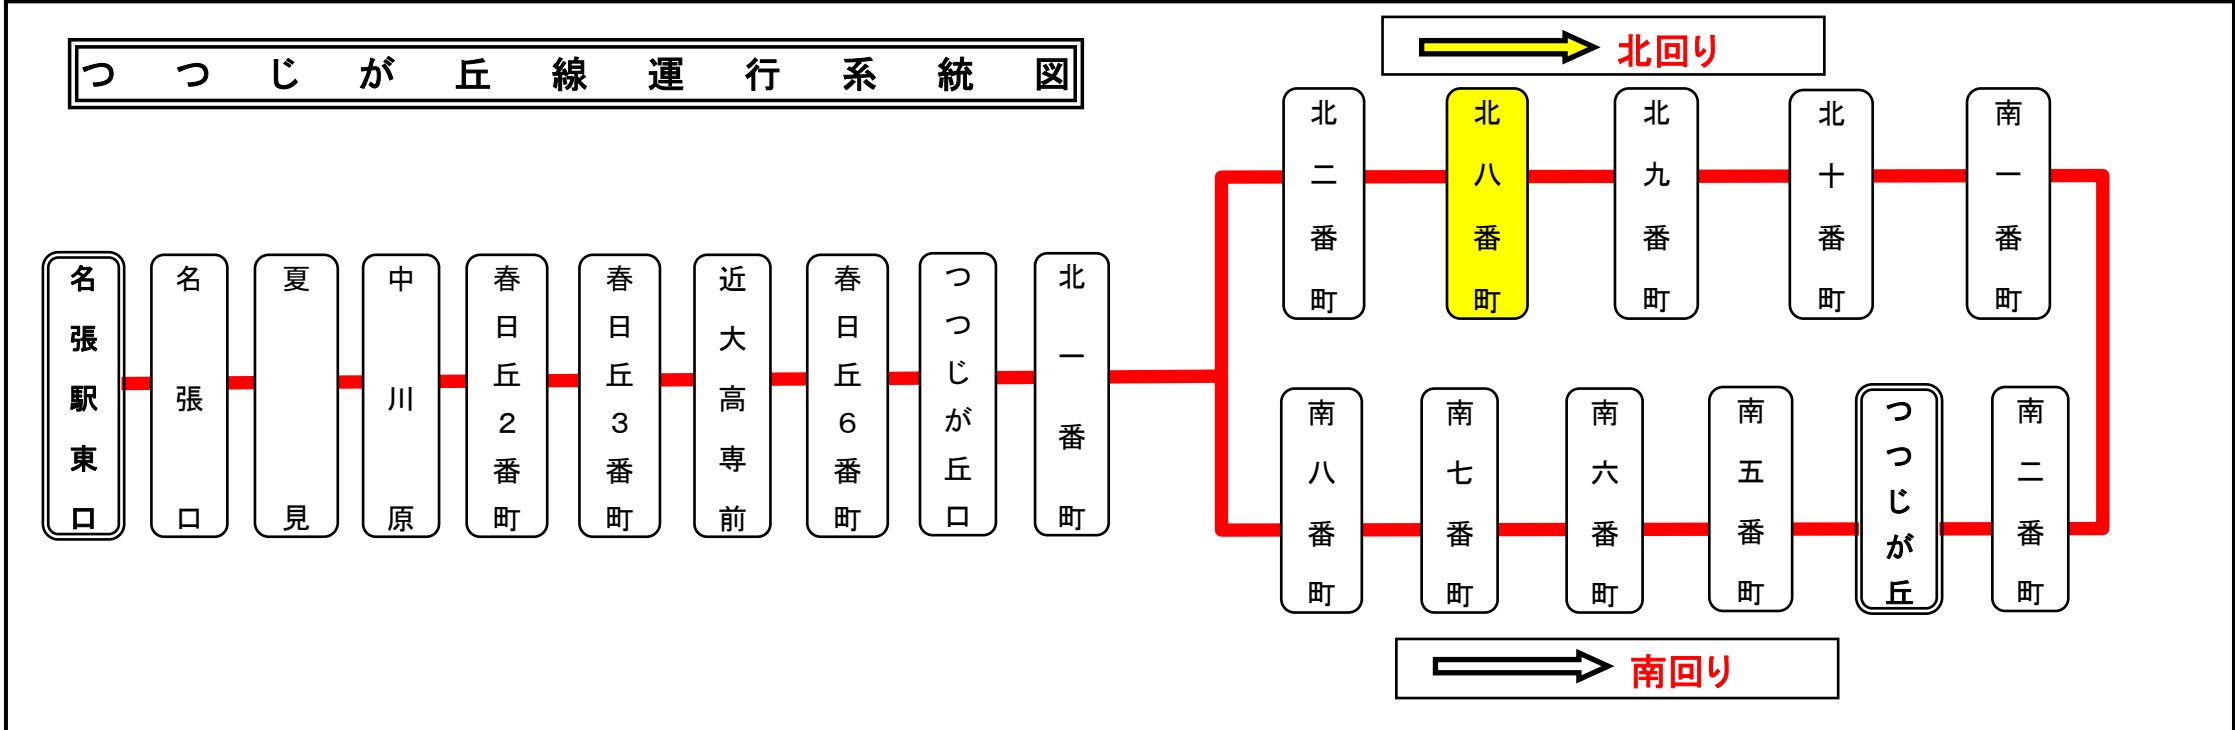 つつじが丘線運行系統図
北回り
北二番町
北八番町
北九番町
北十番町
南一番町
名張駅東口
名張口
夏見
中川原
春日丘2番町
春日丘3番町
近大高専前
春日丘6番町
つつじが丘口
北一番町
南八番町
南七番町
南六番町
南五番町
つつじが丘
南二番町
南回り